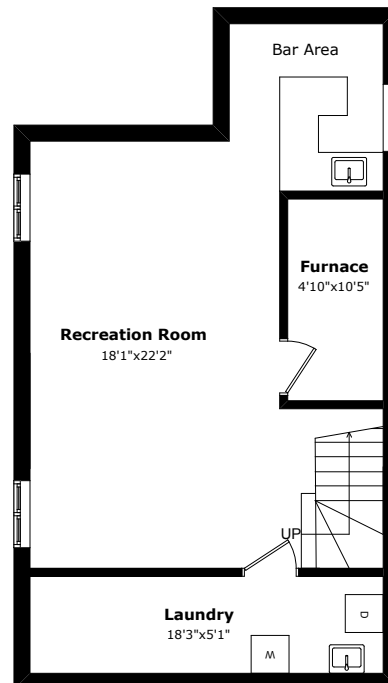 Bar Area
Furnace
4'10"x10'5"
Recreation Room
18'1"x22'2"
UP
Laundry
18'3"x5'1"
D
W